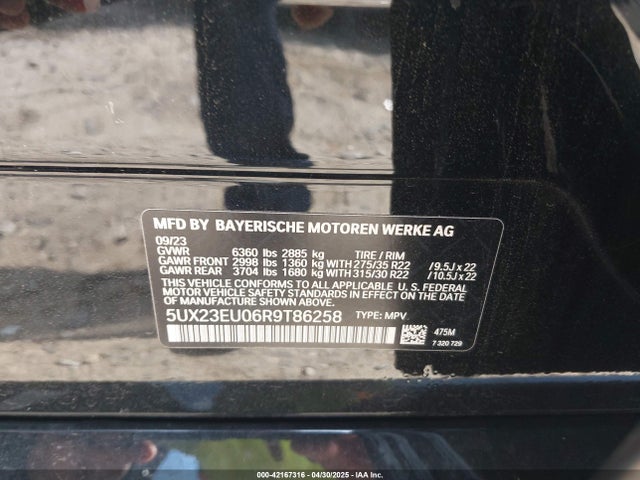 MFD BY BAYERISCHE MOTOREN WERKE AG
09/23
GVWR 6360 lbs 2885 kg TIRE / RIM
GAWR FRONT 2998 lbs 1360 kg WITH 275/35 R22 / 9.5J x 22
GAWR REAR 3704 lbs 1680 kg WITH 315/30 R22 / 10.5J x 22
THIS VEHICLE CONFORMS TO ALL APPLICABLE U. S. FEDERAL
MOTOR VEHICLE SAFETY STANDARDS IN EFFECT ON THE DATE OF
MANUFACTURE SHOWN ABOVE.
5UX23EU06R9T86258 TYPE: MPV
475M
7 320 729
000-42167316 - 04/30/2025 - IAA Inc.